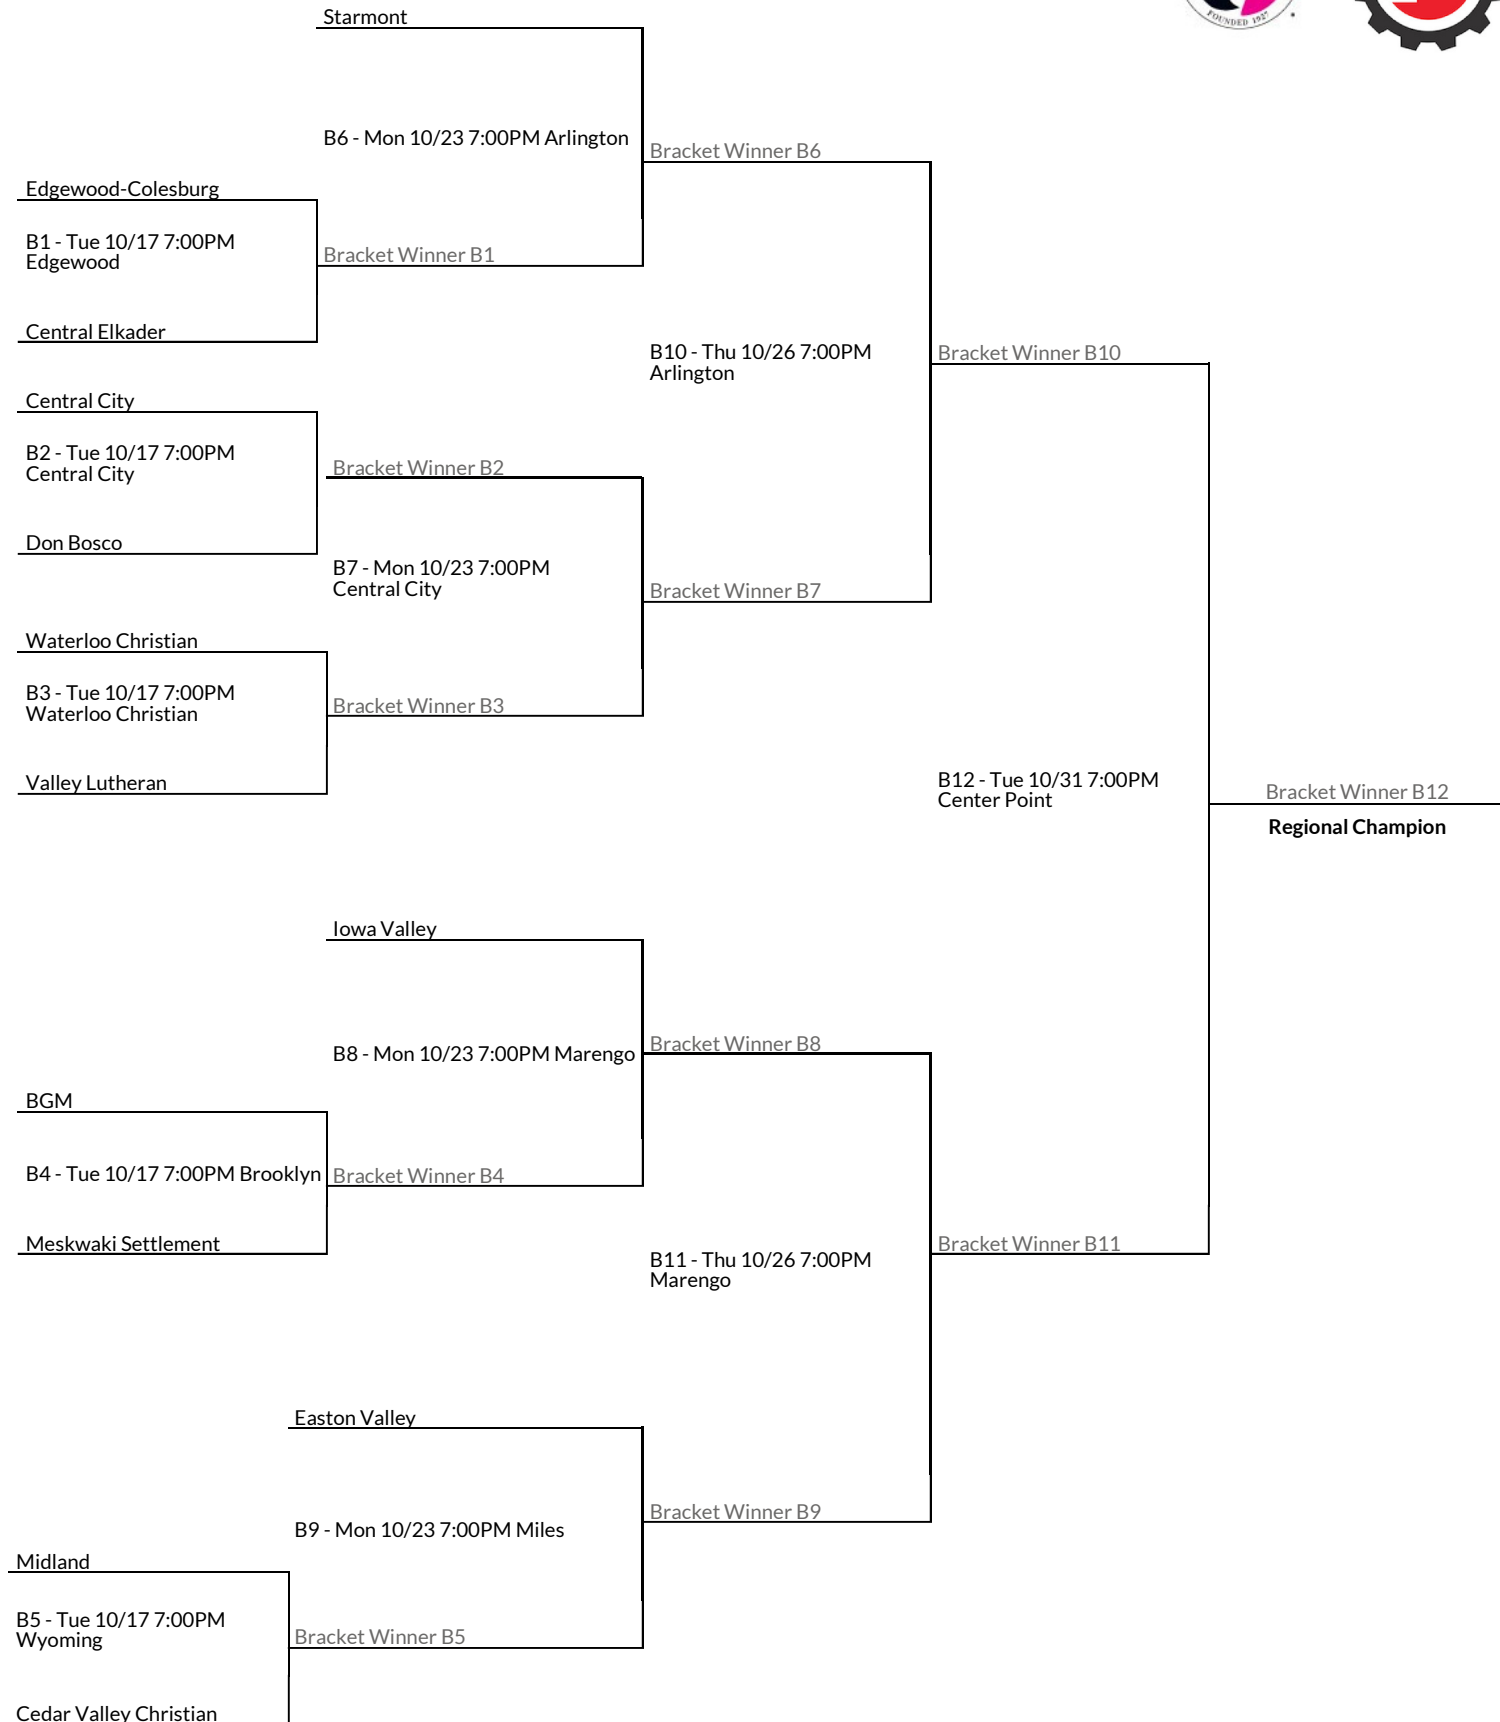 FOUNDED 1927
Starmont
B6 - Mon 10/23 7:00PM Arlington
Bracket Winner B6
Edgewood-Colesburg
B1 - Tue 10/17 7:00PM
Edgewood
Bracket Winner B1
Central Elkader
B10 - Thu 10/26 7:00PM
Arlington
Bracket Winner B10
Central City
B2 - Tue 10/17 7:00PM
Central City
Bracket Winner B2
Don Bosco
B7 - Mon 10/23 7:00PM
Central City
Bracket Winner B7
Waterloo Christian
B3 - Tue 10/17 7:00PM
Waterloo Christian
Bracket Winner B3
Valley Lutheran
B12 - Tue 10/31 7:00PM
Center Point
Bracket Winner B12
Regional Champion
Iowa Valley
B8 - Mon 10/23 7:00PM Marengo
Bracket Winner B8
BGM
B4 - Tue 10/17 7:00PM Brooklyn
Bracket Winner B4
Meskwaki Settlement
B11 - Thu 10/26 7:00PM
Marengo
Bracket Winner B11
Easton Valley
B9 - Mon 10/23 7:00PM Miles
Bracket Winner B9
Midland
B5 - Tue 10/17 7:00PM
Wyoming
Bracket Winner B5
Cedar Valley Christian